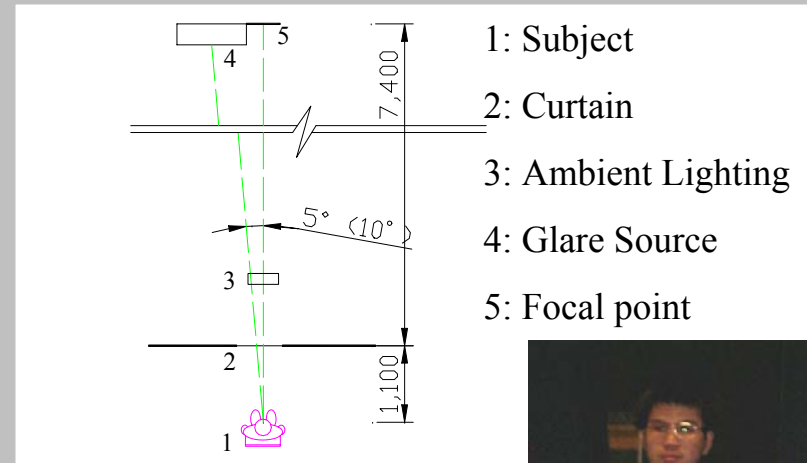 5
4
7,400
1: Subject
2: Curtain
3: Ambient Lighting
4: Glare Source
5: Focal point
5° (10°)
3
2
1,100
1